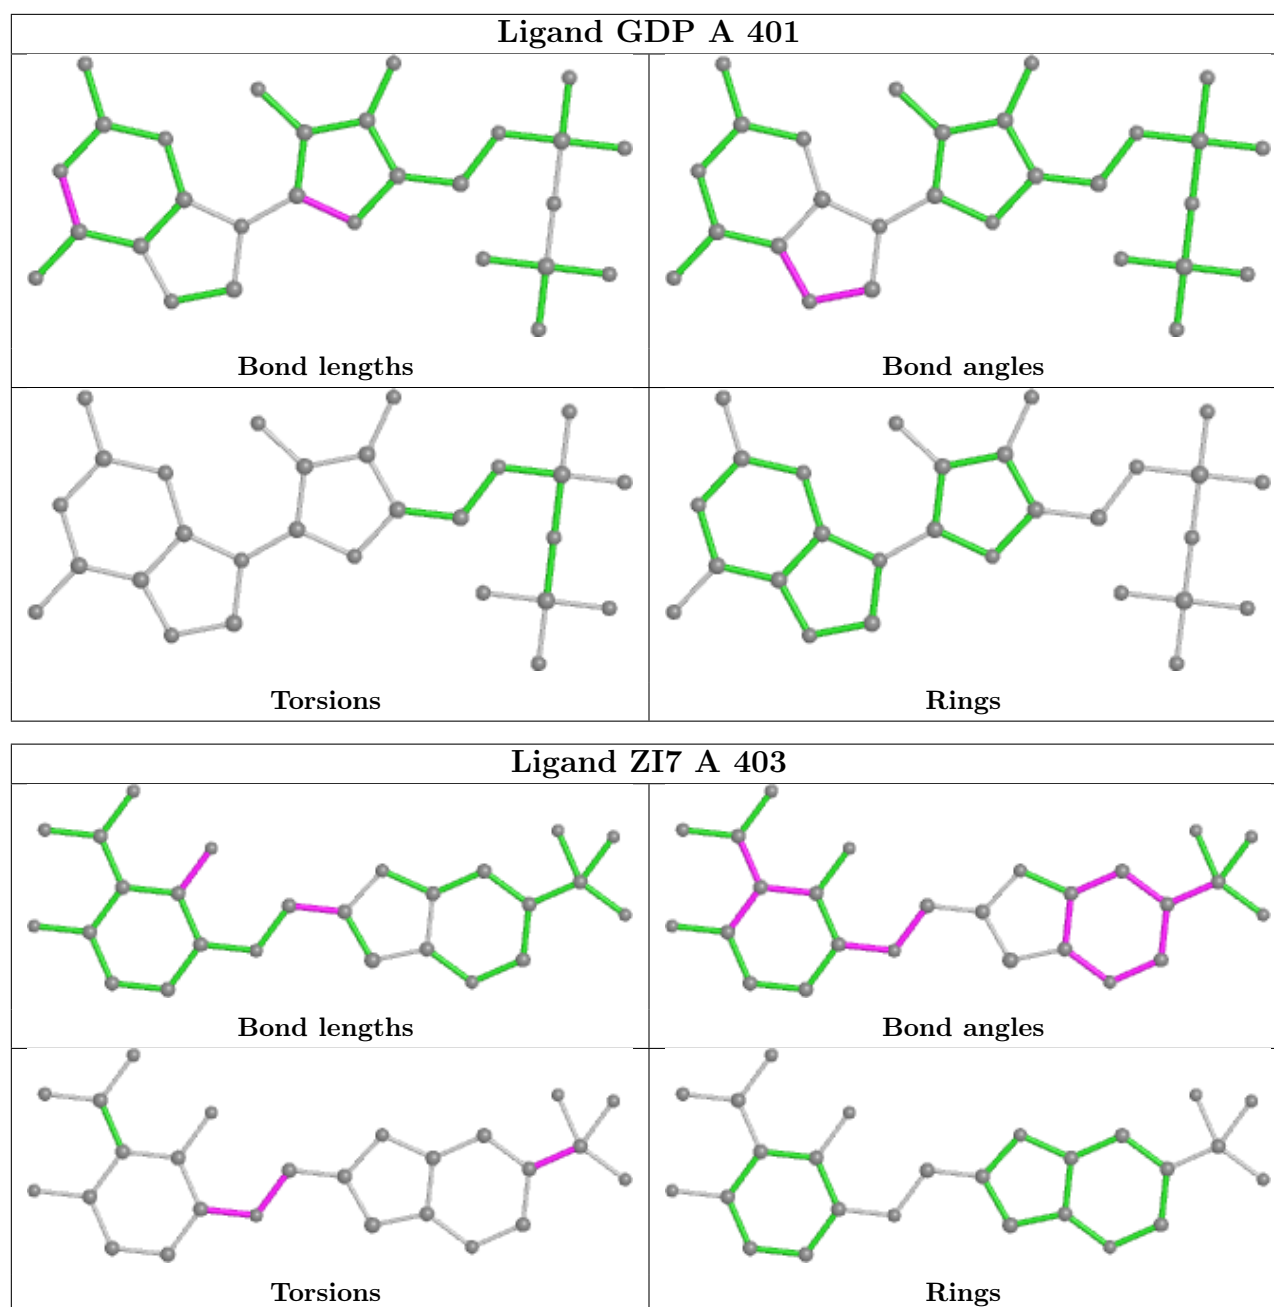 Ligand GDP A 401
Bond lengths
Bond angles
Torsions
Rings
Ligand ZI7 A 403
Bond lengths
Bond angles
Torsions
Rings